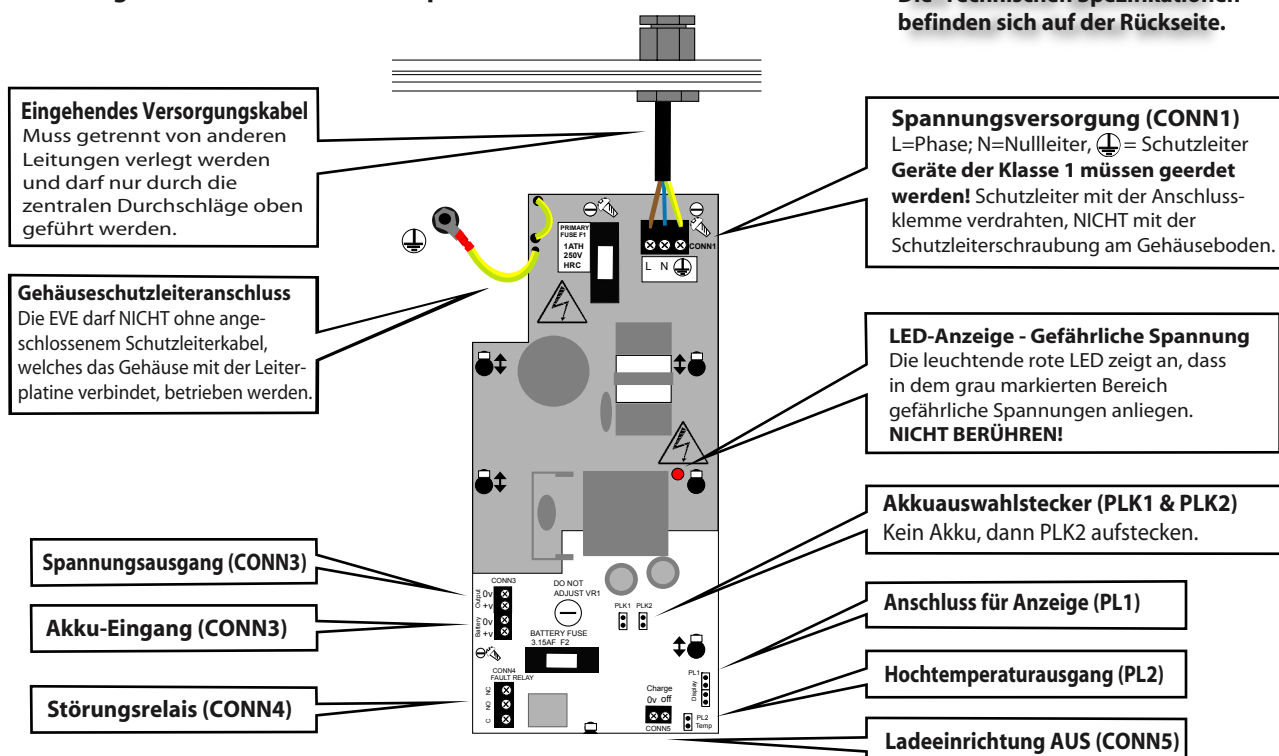 Die Technischen Spezifikationen
befinden sich auf der Rückseite.
Eingehendes Versorgungskabel
Muss getrennt von anderen
Leitungen verlegt werden
und darf nur durch die
zentralen Durchschläge oben
geführt werden.
Gehäuseschutzleiteranschluss
Die EVE darf NICHT ohne ange-
schlossenem Schutzleiterkabel,
welches das Gehäuse mit der Leiter-
platine verbindet, betrieben werden.
Spannungsausgang (CONN3)
Akku-Eingang (CONN3)
Störungsrelais (CONN4)
PRIMARY
FUSE F1
1ATH
250V
HRC
CONN1
L N
CONN3
Output
0v
+v
Battery
0v
+v
DO NOT
ADJUST VR1
PLK1 PLK2
BATTERY FUSE
3.15AF F2
CONN4
FAULT RELAY
NC
NO
C
Charge
0v off
CONN5
PL1
Display
PL2
Temp
Spannungsversorgung (CONN1)
L=Phase; N=Nullleiter, = Schutzleiter
Geräte der Klasse 1 müssen geerdet
werden! Schutzleiter mit der Anschluss-
klemme verdrahten, NICHT mit der
Schutzleiterschraubung am Gehäuseboden.
LED-Anzeige - Gefährliche Spannung
Die leuchtende rote LED zeigt an, dass
in dem grau markierten Bereich
gefährliche Spannungen anliegen.
NICHT BERÜHREN!
Akkuauswahlstecker (PLK1 & PLK2)
Kein Akku, dann PLK2 aufstecken.
Anschluss für Anzeige (PL1)
Hochtemperaturausgang (PL2)
Ladeeinrichtung AUS (CONN5)